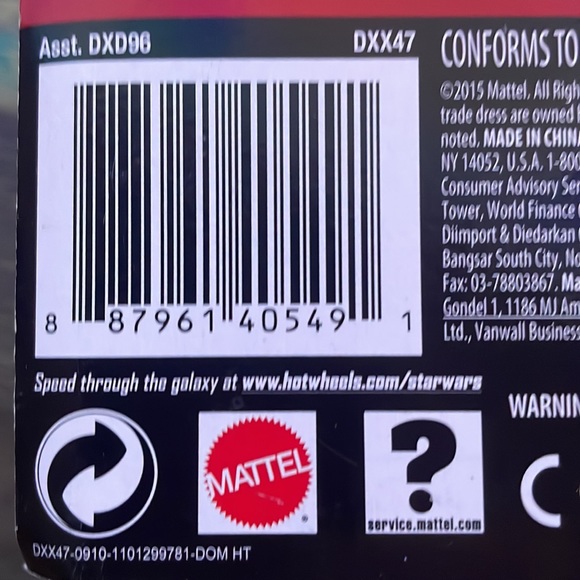 Asst. DXD96
DXX47
8 87961 40549 1
Speed through the galaxy at www.hotwheels.com/starwars
MATTEL
®
?
service.mattel.com
DXX47-0910-1101299781-DOM HT
CONFORMS TO
©2015 Mattel. All Righ
trade dress are owned
noted. MADE IN CHIN
NY 14052, U.S.A. 1-800
Consumer Advisory Ser
Tower, World Finance
Diimport & Diedarkan
Bangsar South City, No
Fax: 03-78803867. Ma
Gondel 1, 1186 MJ Am
Ltd., Vanwall Business
WARNIN
C